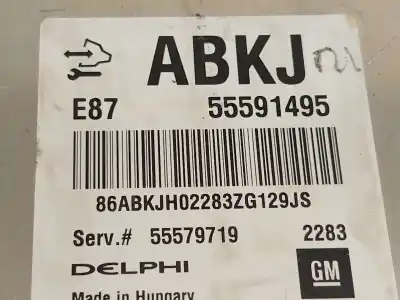 ABKJ
E87 55591495
86ABKJH02283ZG129JS
Serv.# 55579719 2283
DELPHI GM
Made in Hungary